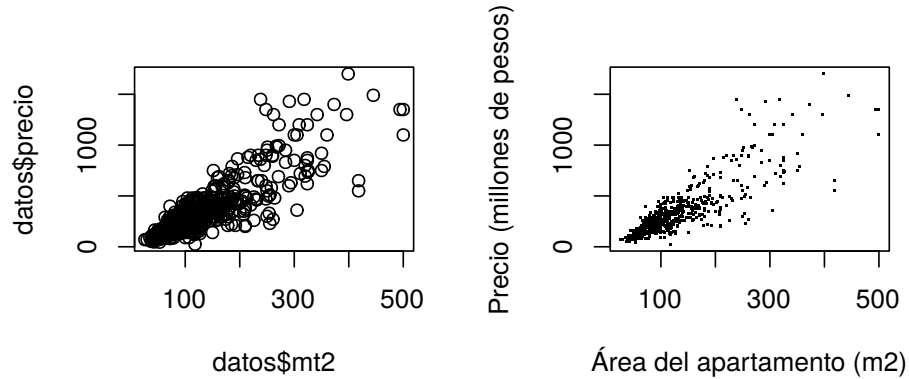 datos$precio
1000
0
100
300
500
datos$mt2
Precio (millones de pesos)
1000
0
100
300
500
Área del apartamento (m2)